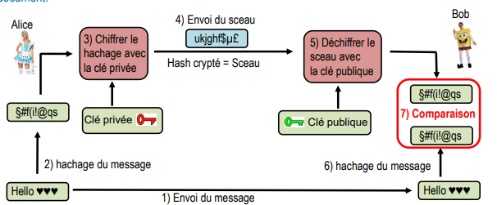 document.
Alice
Bob
3) Chiffrer le
hachage avec
la clé privée
4) Envoi du sceau
ukjghf$µ£
Hash crypté = Sceau
5) Déchiffrer le
sceau avec
la clé publique
§#f(i!@qs
7) Comparaison
§#f(i!@qs
§#f(i!@qs
Clé privée
Clé publique
2) hachage du message
6) hachage du message
Hello ♥♥♥
1) Envoi du message
Hello ♥♥♥